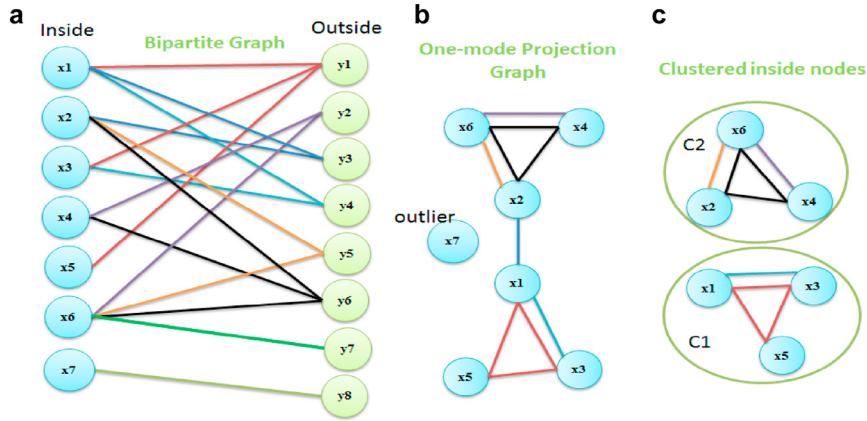 a
Inside
Outside
Bipartite Graph
x1
x2
x3
x4
x5
x6
x7
y1
y2
y3
y4
y5
y6
y7
y8
b
One-mode Projection
Graph
x6
x4
x2
outlier
x7
x1
x5
x3
c
Clustered inside nodes
C2
x6
x2
x4
x1
x3
C1
x5